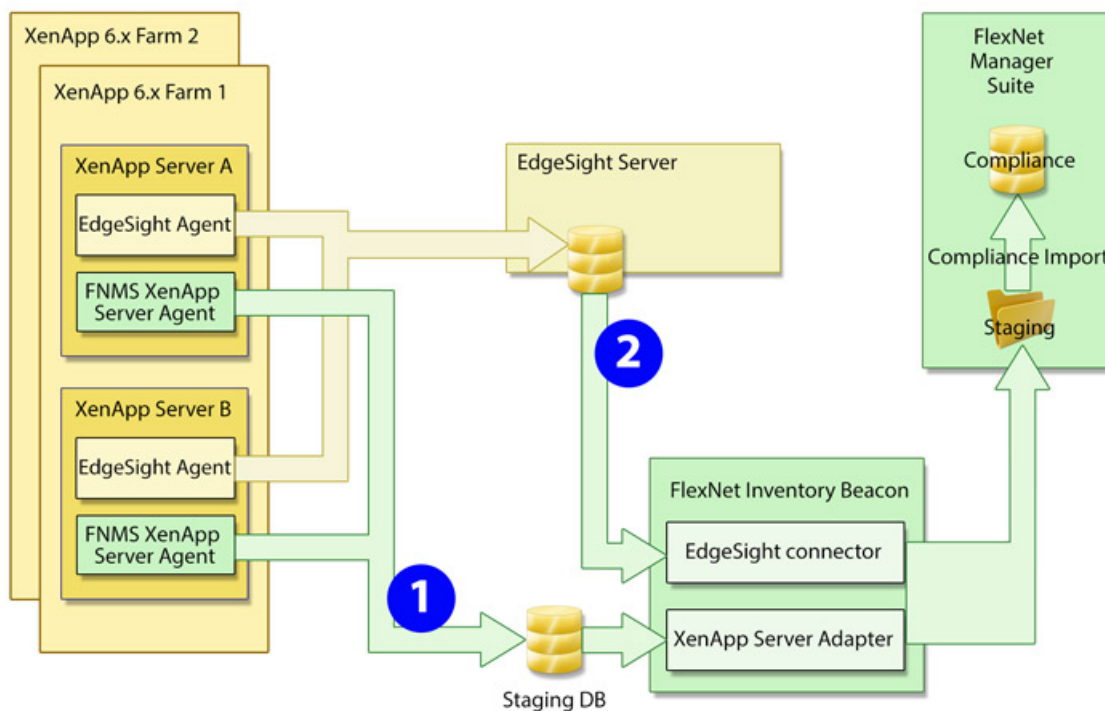 XenApp 6.x Farm 2
XenApp 6.x Farm 1
XenApp Server A
EdgeSight Agent
FNMS XenApp
Server Agent
XenApp Server B
EdgeSight Agent
FNMS XenApp
Server Agent
EdgeSight Server
2
1
Staging DB
FlexNet Inventory Beacon
EdgeSight connector
XenApp Server Adapter
FlexNet
Manager
Suite
Compliance
Compliance Import
Staging